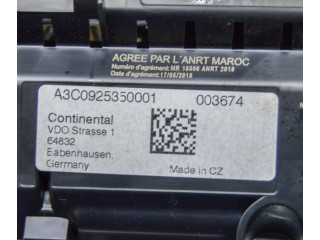 AGREE PAR L'ANRT MAROC
Numéro d'agrément: MR 16804 ANRT 2018
Date d'agrément: 17/05/2018
A3C0925350001 003674
Continental
VDO Strasse 1
64832
Babenhausen,
Germany
Made in CZ